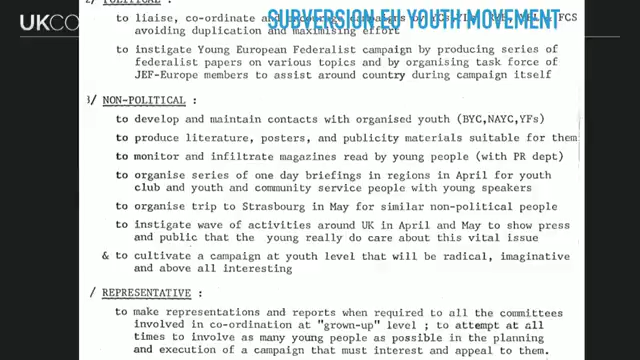 UKCO
SUBVERSION EU YOUTH MOVEMENT
2/ POLITICAL :
to liaise, co-ordinate and encourage campaigns by FCS
avoiding duplication and maximising effort
to instigate Young European Federalist campaign by producing series of
federalist papers on various topics and by organising task force of
JEF-Europe members to assist around country during campaign itself
3/ NON-POLITICAL :
to develop and maintain contacts with organised youth (BYC,NAYC,YFs)
to produce literature, posters, and publicity materials suitable for them
to monitor and infiltrate magazines read by young people (with PR dept)
to organise series of one day briefings in regions in April for youth
club and youth and community service people with young speakers
to organise trip to Strasbourg in May for similar non-political people
to instigate wave of activities around UK in April and May to show press
and public that the young really do care about this vital issue
& to cultivate a campaign at youth level that will be radical, imaginative
and above all interesting
/ REPRESENTATIVE :
to make representations and reports when required to all the committees
involved in co-ordination at "grown-up" level ; to attempt at all
times to involve as many young people as possible in the planning
and execution of a campaign that must interest and appeal to them.